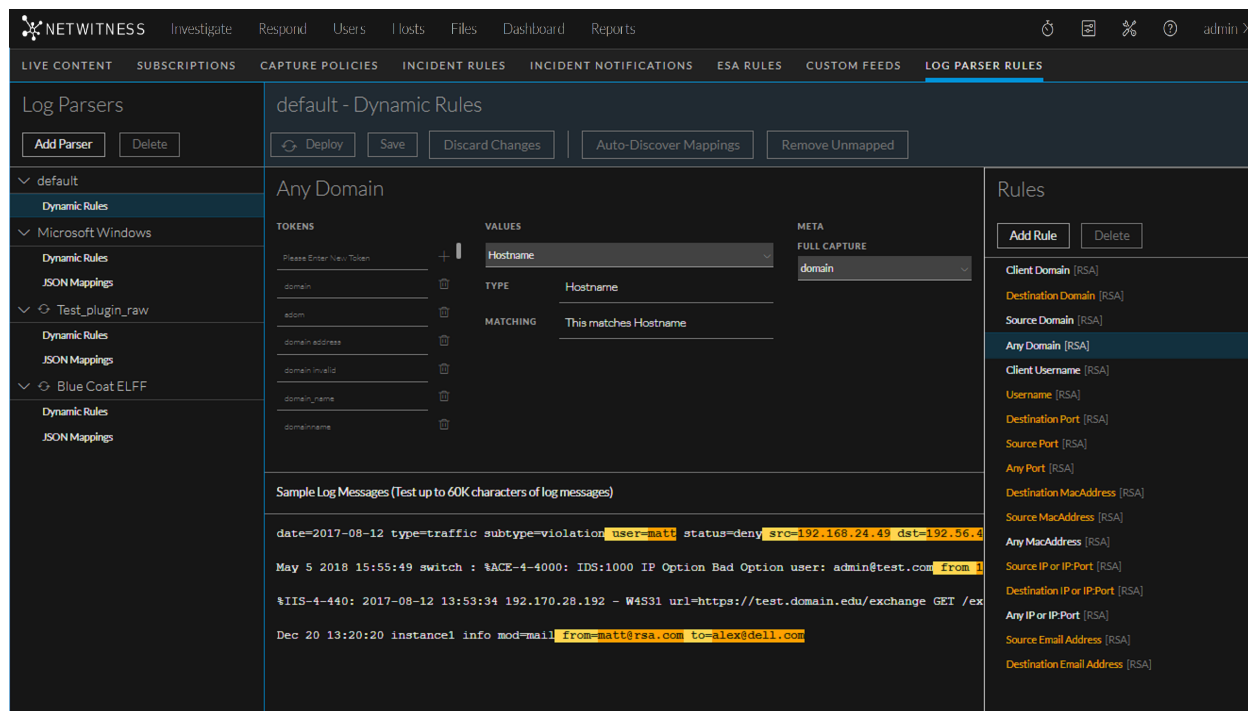 NETWITNESS Investigate Respond Users Hosts Files Dashboard Reports admin
LIVE CONTENT SUBSCRIPTIONS CAPTURE POLICIES INCIDENT RULES INCIDENT NOTIFICATIONS ESA RULES CUSTOM FEEDS LOG PARSER RULES
Log Parsers
Add Parser Delete
default
Dynamic Rules
Microsoft Windows
Dynamic Rules
JSON Mappings
Test_plugin_raw
Dynamic Rules
JSON Mappings
Blue Coat ELFF
Dynamic Rules
JSON Mappings
default - Dynamic Rules
Deploy Save Discard Changes Auto-Discover Mappings Remove Unmapped
Any Domain
TOKENS
Please Enter New Token
domain
adom
domain address
domain invalid
domain_name
domainname
VALUES
Hostname
TYPE Hostname
MATCHING This matches Hostname
META
FULL CAPTURE
domain
Sample Log Messages (Test up to 60K characters of log messages)
date=2017-08-12 type=traffic subtype=violation user=matt status=deny src=192.168.24.49 dst=192.56.4
May 5 2018 15:55:49 switch : %ACE-4-4000: IDS:1000 IP Option Bad Option user: admin@test.com from 1
%IIS-4-440: 2017-08-12 13:53:34 192.170.28.192 - W4S31 url=https://test.domain.edu/exchange GET /ex
Dec 20 13:20:20 instance1 info mod=mail from=matt@rsa.com to=alex@dell.com
Rules
Add Rule Delete
Client Domain [RSA]
Destination Domain [RSA]
Source Domain [RSA]
Any Domain [RSA]
Client Username [RSA]
Username [RSA]
Destination Port [RSA]
Source Port [RSA]
Any Port [RSA]
Destination MacAddress [RSA]
Source MacAddress [RSA]
Any MacAddress [RSA]
Source IP or IP:Port [RSA]
Destination IP or IP:Port [RSA]
Any IP or IP:Port [RSA]
Source Email Address [RSA]
Destination Email Address [RSA]